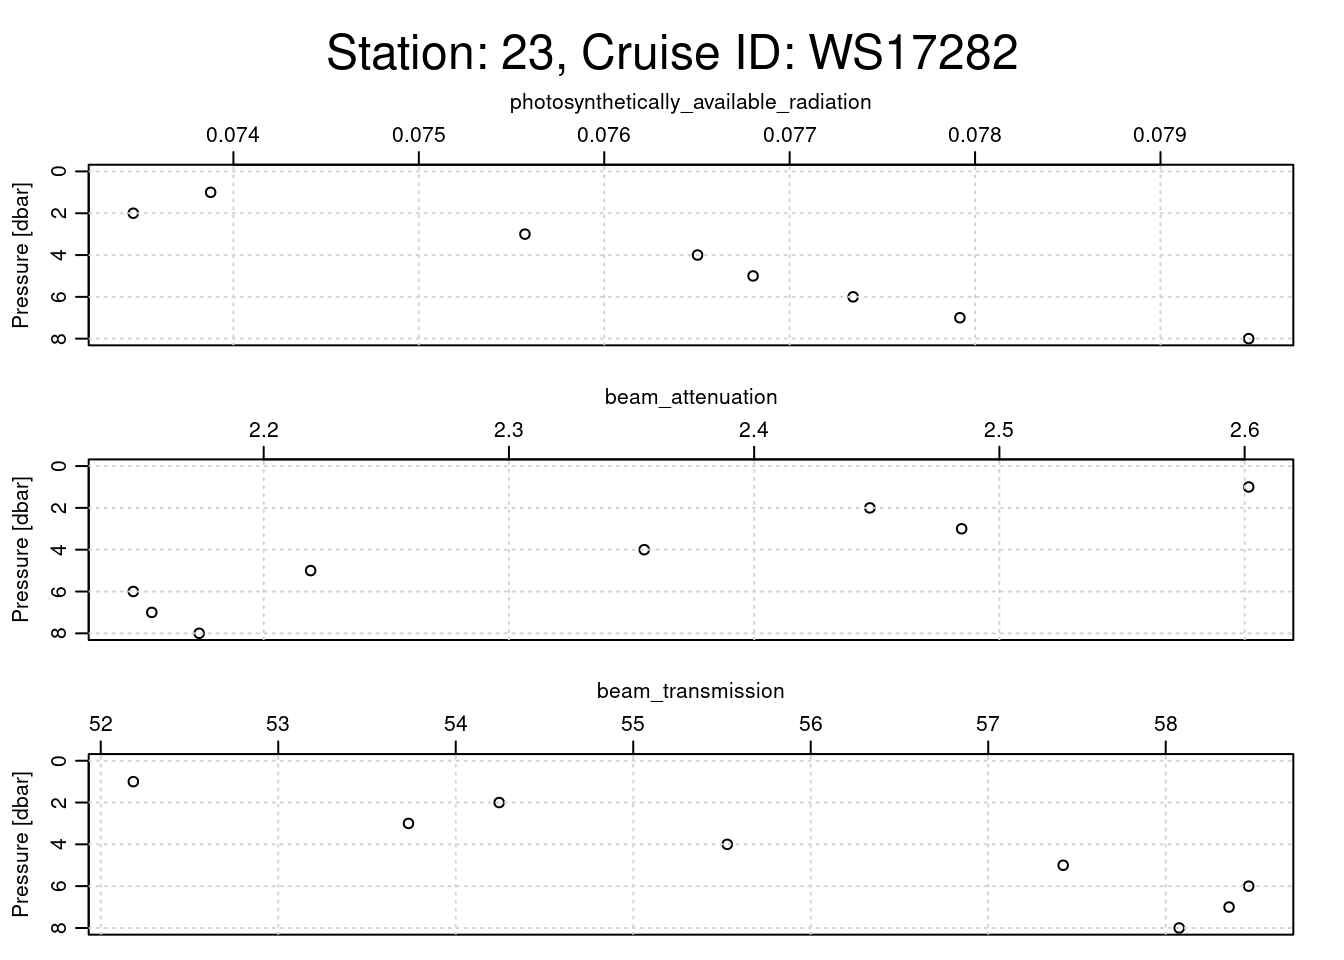 Station: 23, Cruise ID: WS17282
photosynthetically_available_radiation
0.074 0.075 0.076 0.077 0.078 0.079
Pressure [dbar]
0
2
4
6
8
beam_attenuation
2.2 2.3 2.4 2.5 2.6
Pressure [dbar]
0
2
4
6
8
beam_transmission
52 53 54 55 56 57 58
Pressure [dbar]
0
2
4
6
8